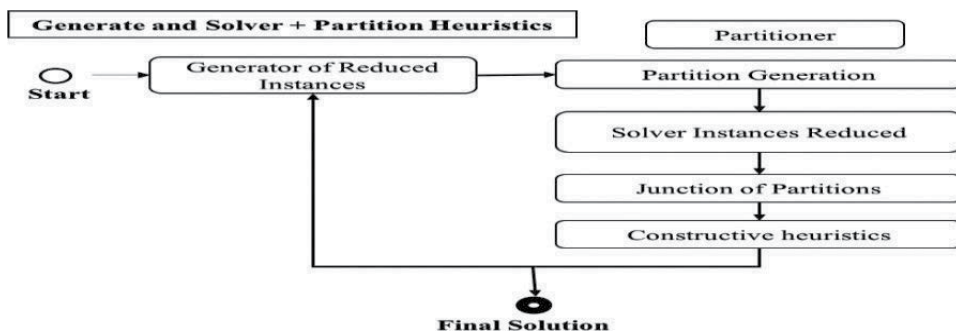 Generate and Solver + Partition Heuristics
Partitioner
Generator of Reduced
Instances
Partition Generation
Start
Solver Instances Reduced
Junction of Partitions
Constructive heuristics
Final Solution